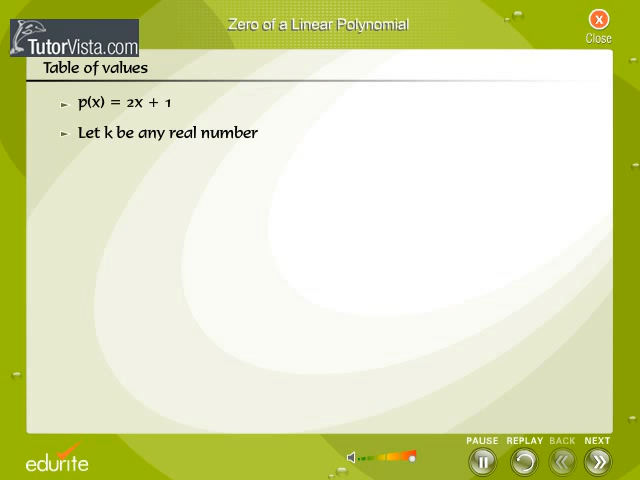 Zero of a Linear Polynomial
TutorVista.com
Close
Table of values
p(x) = 2x + 1
Let k be any real number
PAUSE REPLAY BACK NEXT
edurite